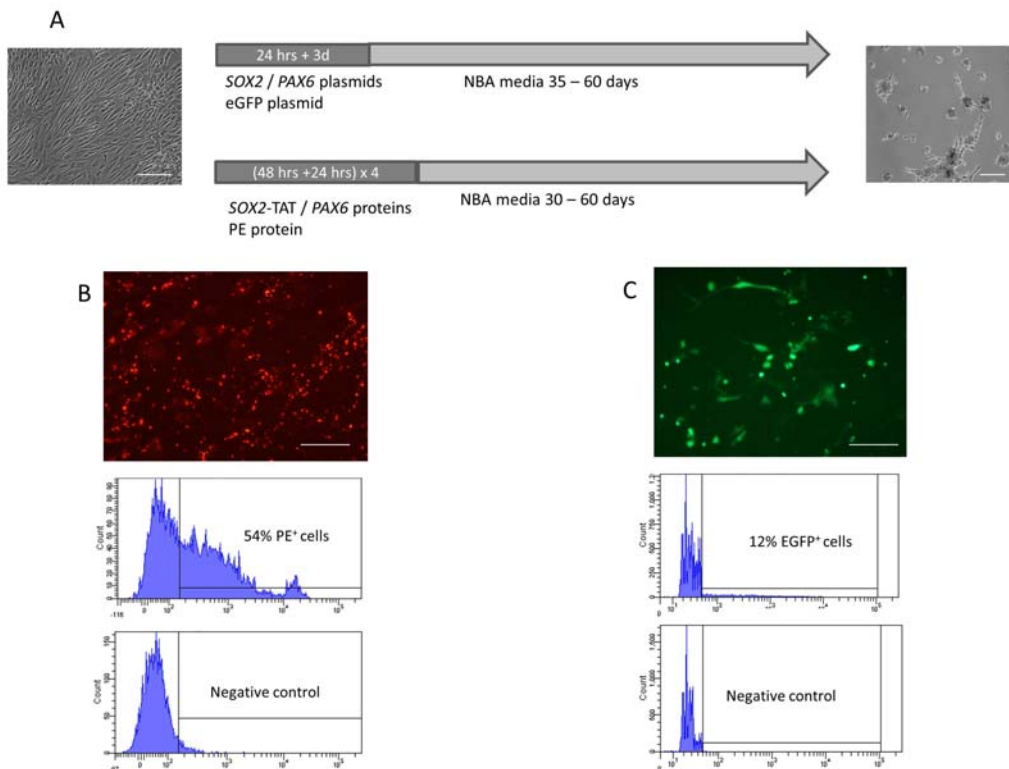 A
24 hrs + 3d
SOX2 / PAX6 plasmids
eGFP plasmid
NBA media 35 – 60 days
(48 hrs +24 hrs) x 4
SOX2-TAT / PAX6 proteins
PE protein
NBA media 30 – 60 days
B
54% PE⁺ cells
Count
Negative control
Count
C
12% EGFP⁺ cells
Count
Negative control
Count